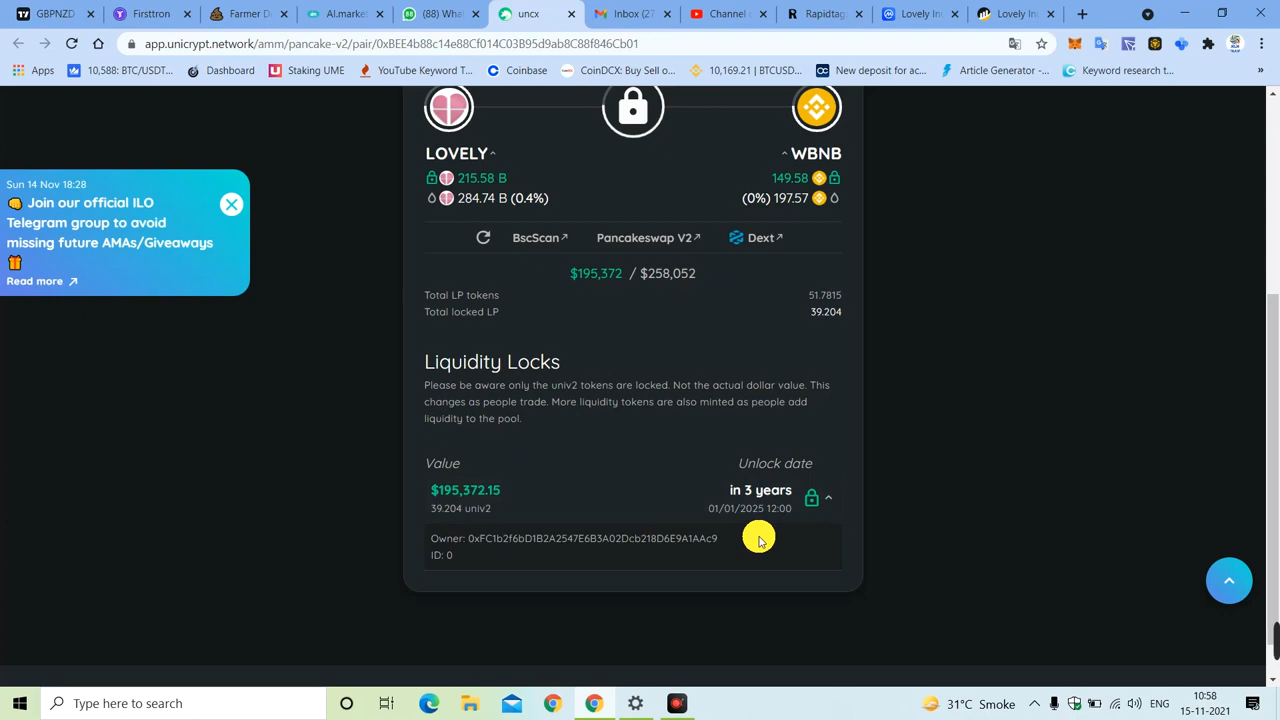 GBPNZD
Firsttron
Farmer D
AI.marke
(88) Wha
uncx
Inbox (27
Channel
Rapidtag
Lovely Inu
Lovely Inu
app.unicrypt.network/amm/pancake-v2/pair/0xBEE4b88c14e88Cf014C03B95d9ab8C88f846Cb01
Apps
10,588: BTC/USDT...
Dashboard
Staking UME
YouTube Keyword T...
Coinbase
CoinDCX: Buy Sell o...
10,169.21 | BTCUSD...
New deposit for ac...
Article Generator -...
Keyword research t...
»
LOVELY
WBNB
215.58 B
149.58
284.74 B (0.4%)
(0%) 197.57
BscScan
Pancakeswap V2
Dext
$195,372 / $258,052
Total LP tokens 51.7815
Total locked LP 39.204
Liquidity Locks
Please be aware only the univ2 tokens are locked. Not the actual dollar value. This
changes as people trade. More liquidity tokens are also minted as people add
liquidity to the pool.
Value
Unlock date
$195,372.15
in 3 years
39.204 univ2
01/01/2025 12:00
Owner: 0xFC1b2f6bD1B2A2547E6B3A02Dcb218D6E9A1AAc9
ID: 0
Sun 14 Nov 18:28
Join our official ILO
Telegram group to avoid
missing future AMAs/Giveaways
Read more
Type here to search
31°C Smoke
ENG
10:58
15-11-2021